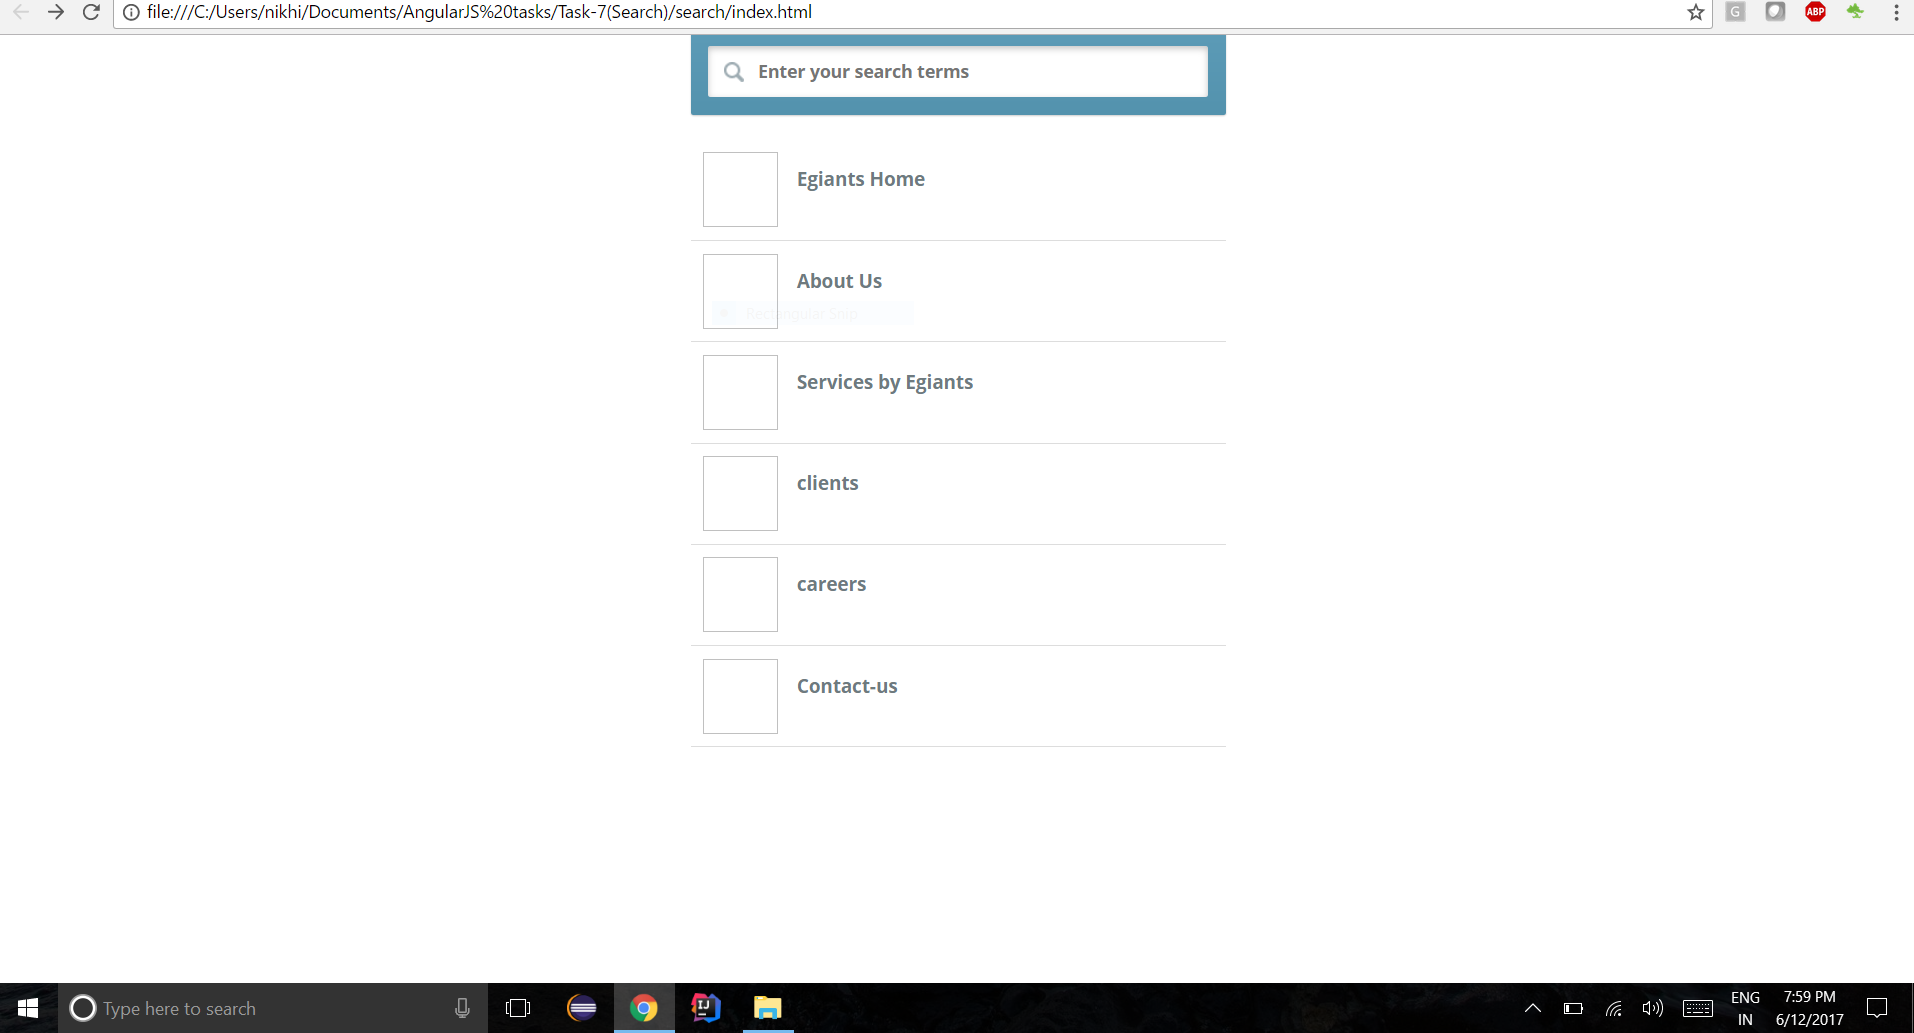 file:///C:/Users/nikhi/Documents/AngularJS%20tasks/Task-7(Search)/search/index.html
G
ABP
Enter your search terms
Egiants Home
About Us
Rectangular Snip
Services by Egiants
clients
careers
Contact-us
Type here to search
IJ
ENG
IN
7:59 PM
6/12/2017